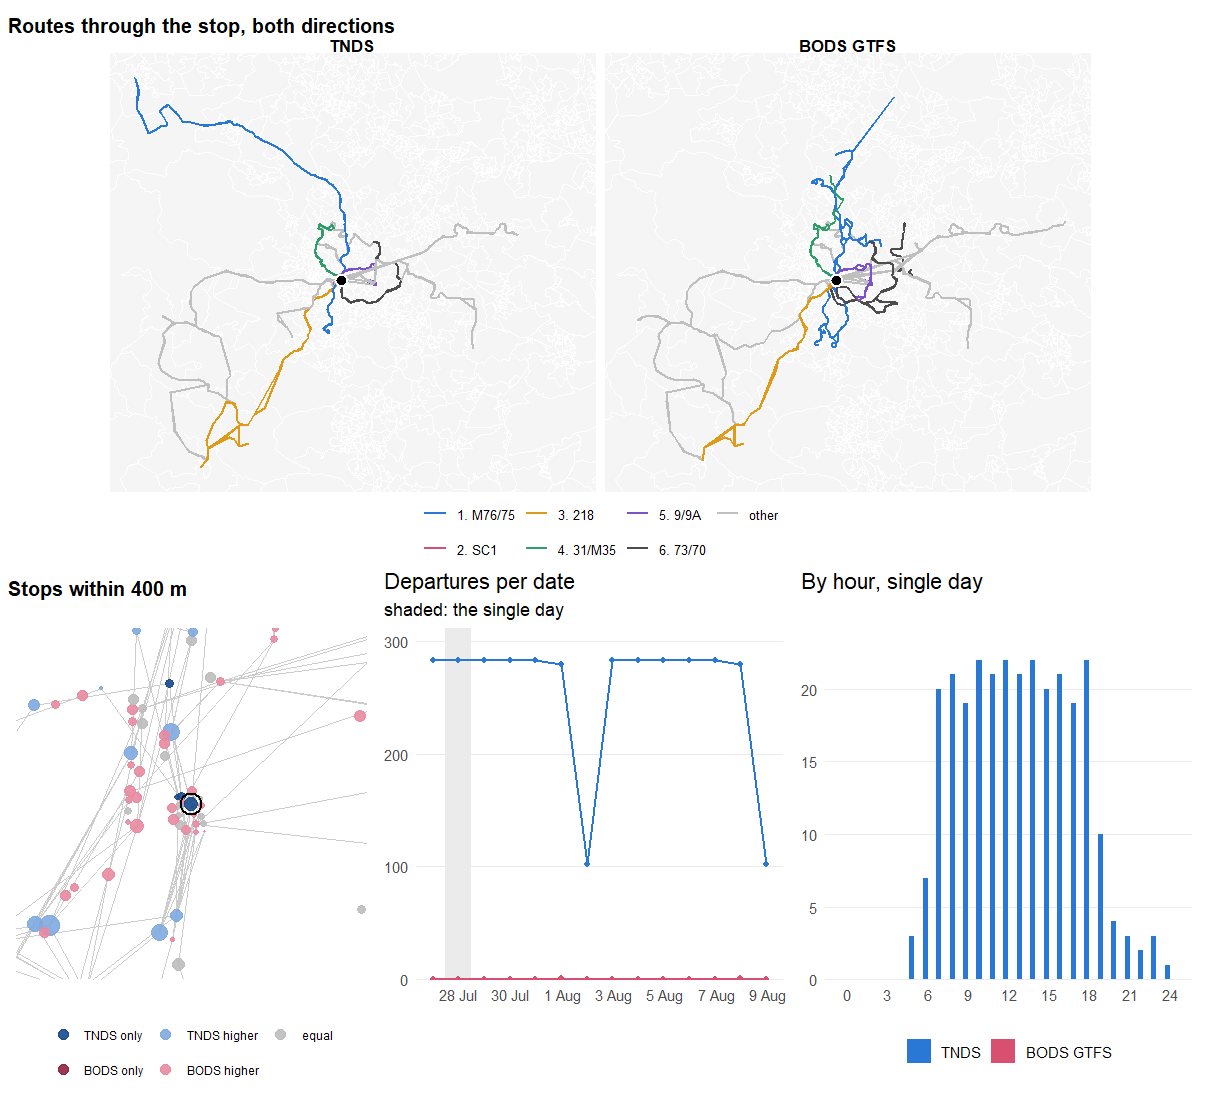 Routes through the stop, both directions
TNDS
BODS GTFS
1. M76/75
3. 218
5. 9/9A
other
2. SC1
4. 31/M35
6. 73/70
Stops within 400 m
Departures per date
shaded: the single day
By hour, single day
300
200
100
0
28 Jul
30 Jul
1 Aug
3 Aug
5 Aug
7 Aug
9 Aug
20
15
10
5
0
0
3
6
9
12
15
18
21
24
TNDS only
TNDS higher
equal
BODS only
BODS higher
TNDS
BODS GTFS